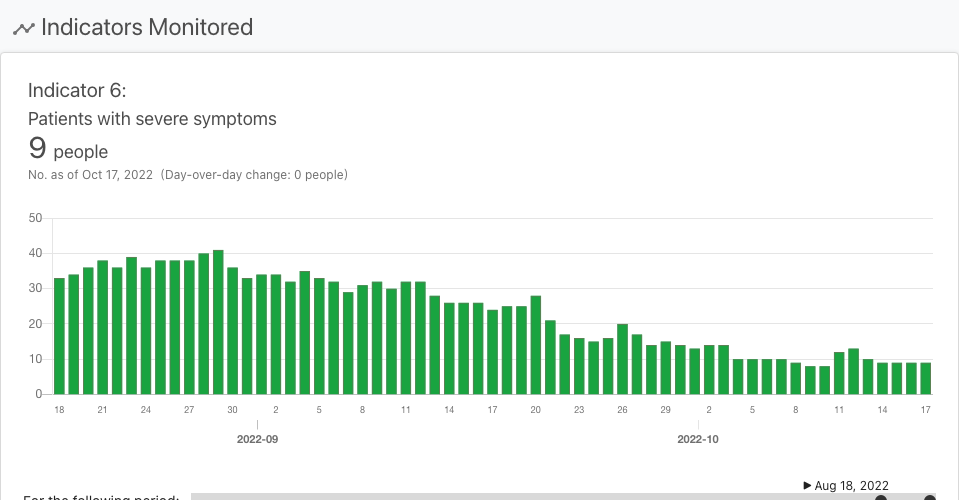 Indicators Monitored
Indicator 6:
Patients with severe symptoms
9 people
No. as of Oct 17, 2022 (Day-over-day change: 0 people)
50
40
30
20
10
0
18 21 24 27 30 2 5 8 11 14 17 20 23 26 29 2 5 8 11 14 17
2022-09 2022-10
▶ Aug 18, 2022
For the following period: